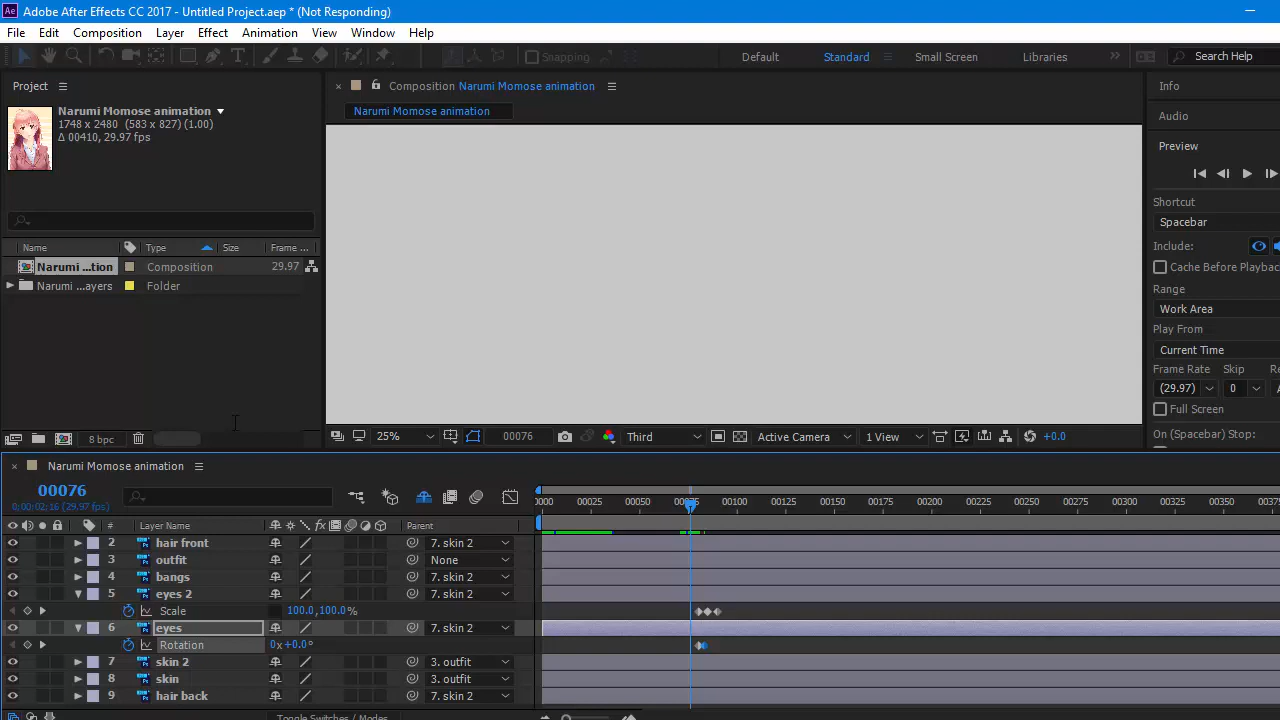 Adobe After Effects CC 2017 - Untitled Project.aep * (Not Responding)
File Edit Composition Layer Effect Animation View Window Help
Snapping Default Standard Small Screen Libraries Search Help
Project
Narumi Momose animation
1748 x 2480 (583 x 827) (1.00)
Δ 00410, 29.97 fps
Name Type Size Frame ...
Narumi ...tion Composition 29.97
Narumi ...ayers Folder
8 bpc
Composition Narumi Momose animation
Narumi Momose animation
25% 00076 Third Active Camera 1 View +0.0
Info
Audio
Preview
Shortcut
Spacebar
Include:
Cache Before Playback
Range
Work Area
Play From
Current Time
Frame Rate Skip Re
(29.97) 0
Full Screen
On (Spacebar) Stop:
Narumi Momose animation
00076
0;00;02;16 (29.97 fps)
0000 00025 00050 00075 00100 00125 00150 00175 00200 00225 00250 00275 00300 00325 00350 00375
# Layer Name Parent
2 hair front 7. skin 2
3 outfit None
4 bangs 7. skin 2
5 eyes 2 7. skin 2
Scale 100.0,100.0%
6 eyes 7. skin 2
Rotation 0x+0.0°
7 skin 2 3. outfit
8 skin 3. outfit
9 hair back 7. skin 2
Toggle Switches / Modes